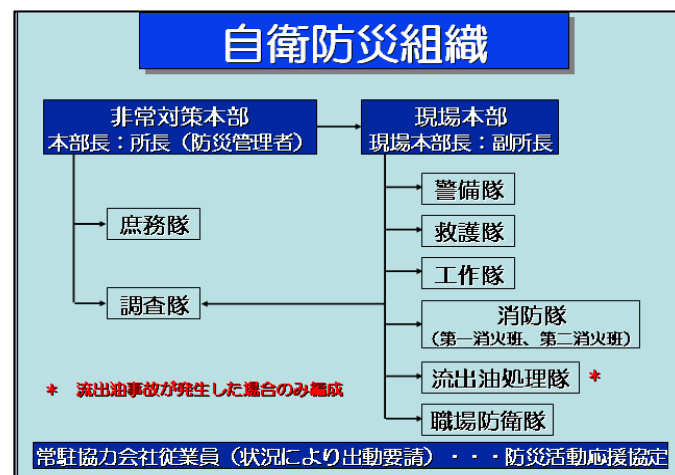 自衛防災組織
非常対策本部
本部長：所長（防災管理者）
現場本部
現場本部長：副所長
庶務隊
調査隊
警備隊
救護隊
工作隊
消防隊
（第一消火班、第二消火班）
流出油処理隊 *
職場防衛隊
* 流出油事故が発生した場合のみ編成
常駐協力会社従業員（状況により出動要請）・・・防災活動応援協定